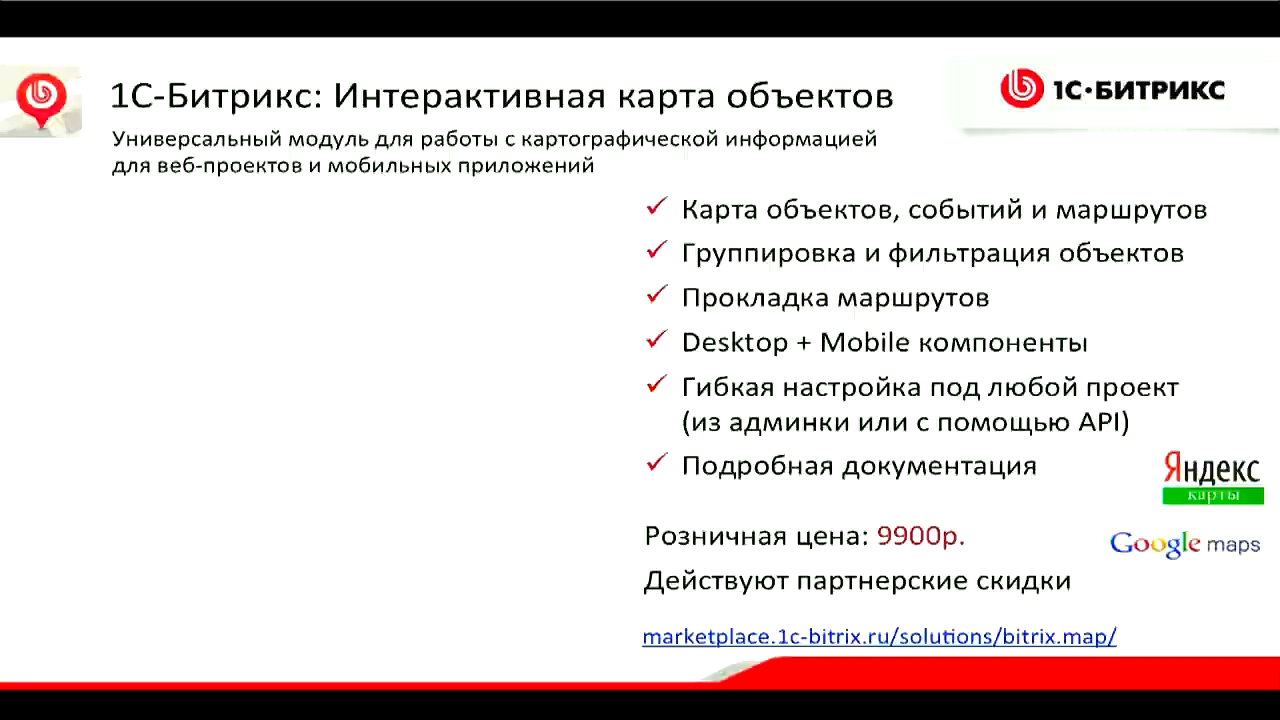 1С-Битрикс: Интерактивная карта объектов
1С·БИТРИКС
Универсальный модуль для работы с картографической информацией
для веб-проектов и мобильных приложений
Карта объектов, событий и маршрутов
Группировка и фильтрация объектов
Прокладка маршрутов
Desktop + Mobile компоненты
Гибкая настройка под любой проект
(из админки или с помощью API)
Подробная документация
Яндекс
карты
Розничная цена: 9900р.
Google maps
Действуют партнерские скидки
marketplace.1c-bitrix.ru/solutions/bitrix.map/